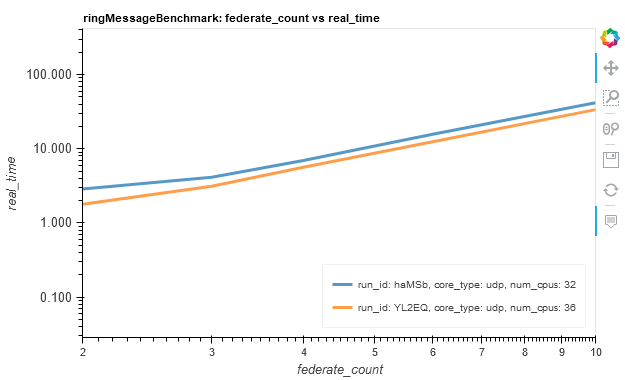 ringMessageBenchmark: federate_count vs real_time
100.000
10.000
1.000
0.100
real_time
run_id: haMSb, core_type: udp, num_cpus: 32
run_id: YL2EQ, core_type: udp, num_cpus: 36
2 3 4 5 6 7 8 9 10
federate_count